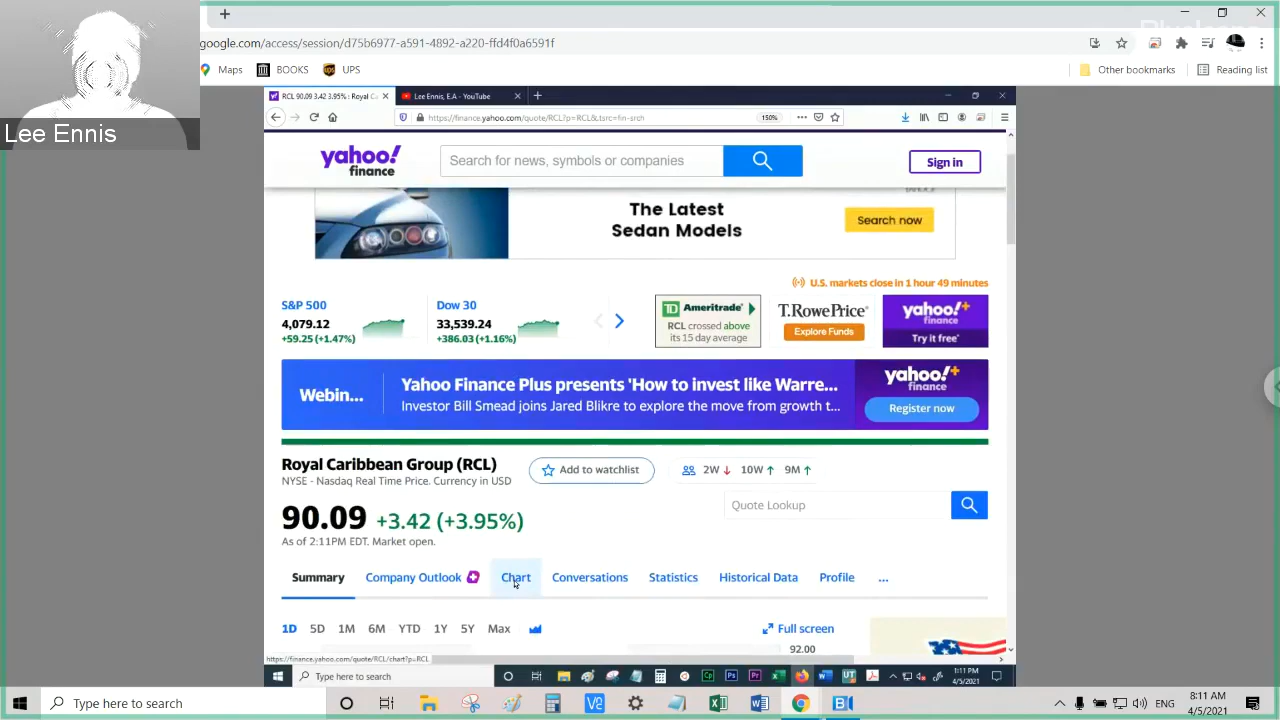 Lee Ennis
google.com/access/session/d75b6977-a591-4892-a220-ffd4f0a6591f
Maps BOOKS UPS Other bookmarks Reading list
RCL 90.09 3.42 3.95% : Royal C Lee Ennis, E.A - YouTube
https://finance.yahoo.com/quote/RCL?p=RCL&.tsrc=fin-srch 150%
yahoo! finance
Search for news, symbols or companies
Sign in
The Latest
Sedan Models
Search now
U.S. markets close in 1 hour 49 minutes
S&P 500
4,079.12
+59.25 (+1.47%)
Dow 30
33,539.24
+386.03 (+1.16%)
TD Ameritrade
RCL crossed above
its 15 day average
T.RowePrice
Explore Funds
yahoo!+
finance
Try it free*
Webin...
Yahoo Finance Plus presents 'How to invest like Warre...
Investor Bill Smead joins Jared Blikre to explore the move from growth t...
yahoo!+
finance
Register now
Royal Caribbean Group (RCL)
NYSE - Nasdaq Real Time Price. Currency in USD
Add to watchlist
2W 10W 9M
Quote Lookup
90.09 +3.42 (+3.95%)
As of 2:11PM EDT. Market open.
Summary Company Outlook Chart Conversations Statistics Historical Data Profile ...
1D 5D 1M 6M YTD 1Y 5Y Max Full screen
92.00
https://finance.yahoo.com/quote/RCL/chart?p=RCL
Type here to search
1:11 PM
4/5/2021
Type here to search
ENG
8:11 AM
4/5/2021